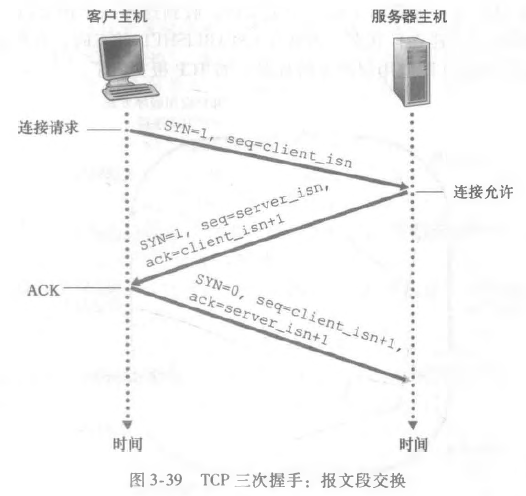 客户主机
服务器主机
连接请求
SYN=1, seq=client_isn
连接允许
SYN=1, seq=server_isn,
ack=client_isn+1
ACK
SYN=0, seq=client_isn+1,
ack=server_isn+1
时间
时间
图 3-39 TCP 三次握手：报文段交换